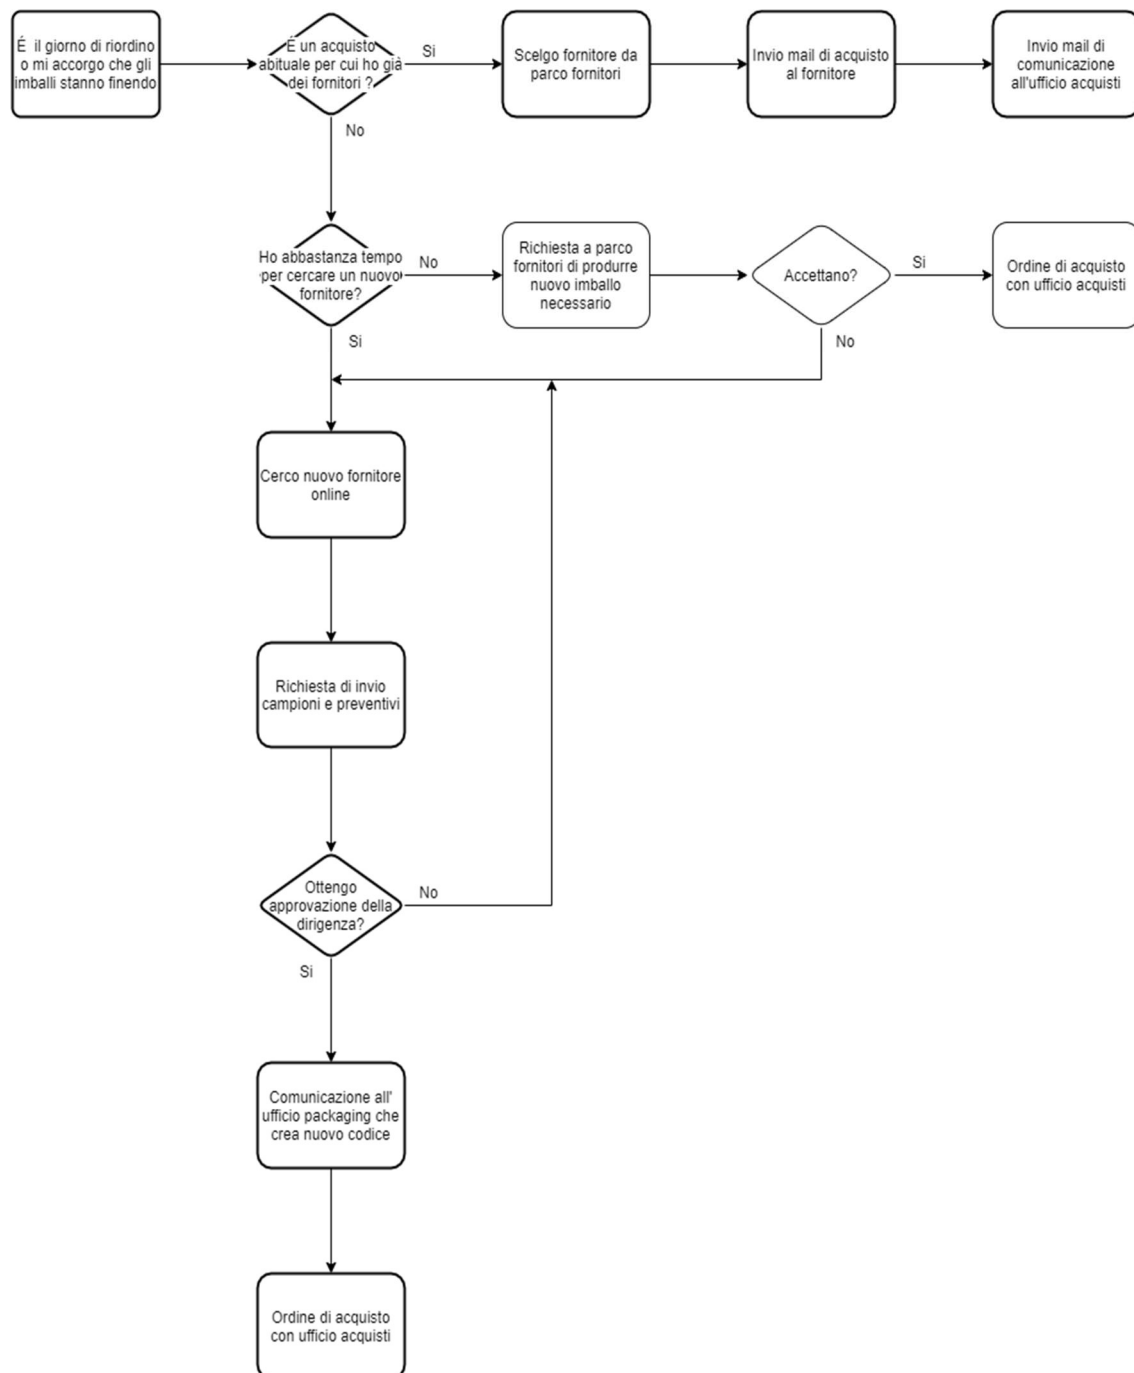 É il giorno di riordino
o mi accorgo che gli
imballi stanno finendo
É un acquisto
abituale per cui ho già
dei fornitori ?
Si
Scelgo fornitore da
parco fornitori
Invio mail di acquisto
al fornitore
Invio mail di
comunicazione
all'ufficio acquisti
No
Ho abbastanza tempo
per cercare un nuovo
fornitore?
No
Richiesta a parco
fornitori di produrre
nuovo imballo
necessario
Accettano?
Si
Ordine di acquisto
con ufficio acquisti
Si
No
Cerco nuovo fornitore
online
Richiesta di invio
campioni e preventivi
Ottengo
approvazione della
dirigenza?
No
Si
Comunicazione all'
ufficio packaging che
crea nuovo codice
Ordine di acquisto
con ufficio acquisti